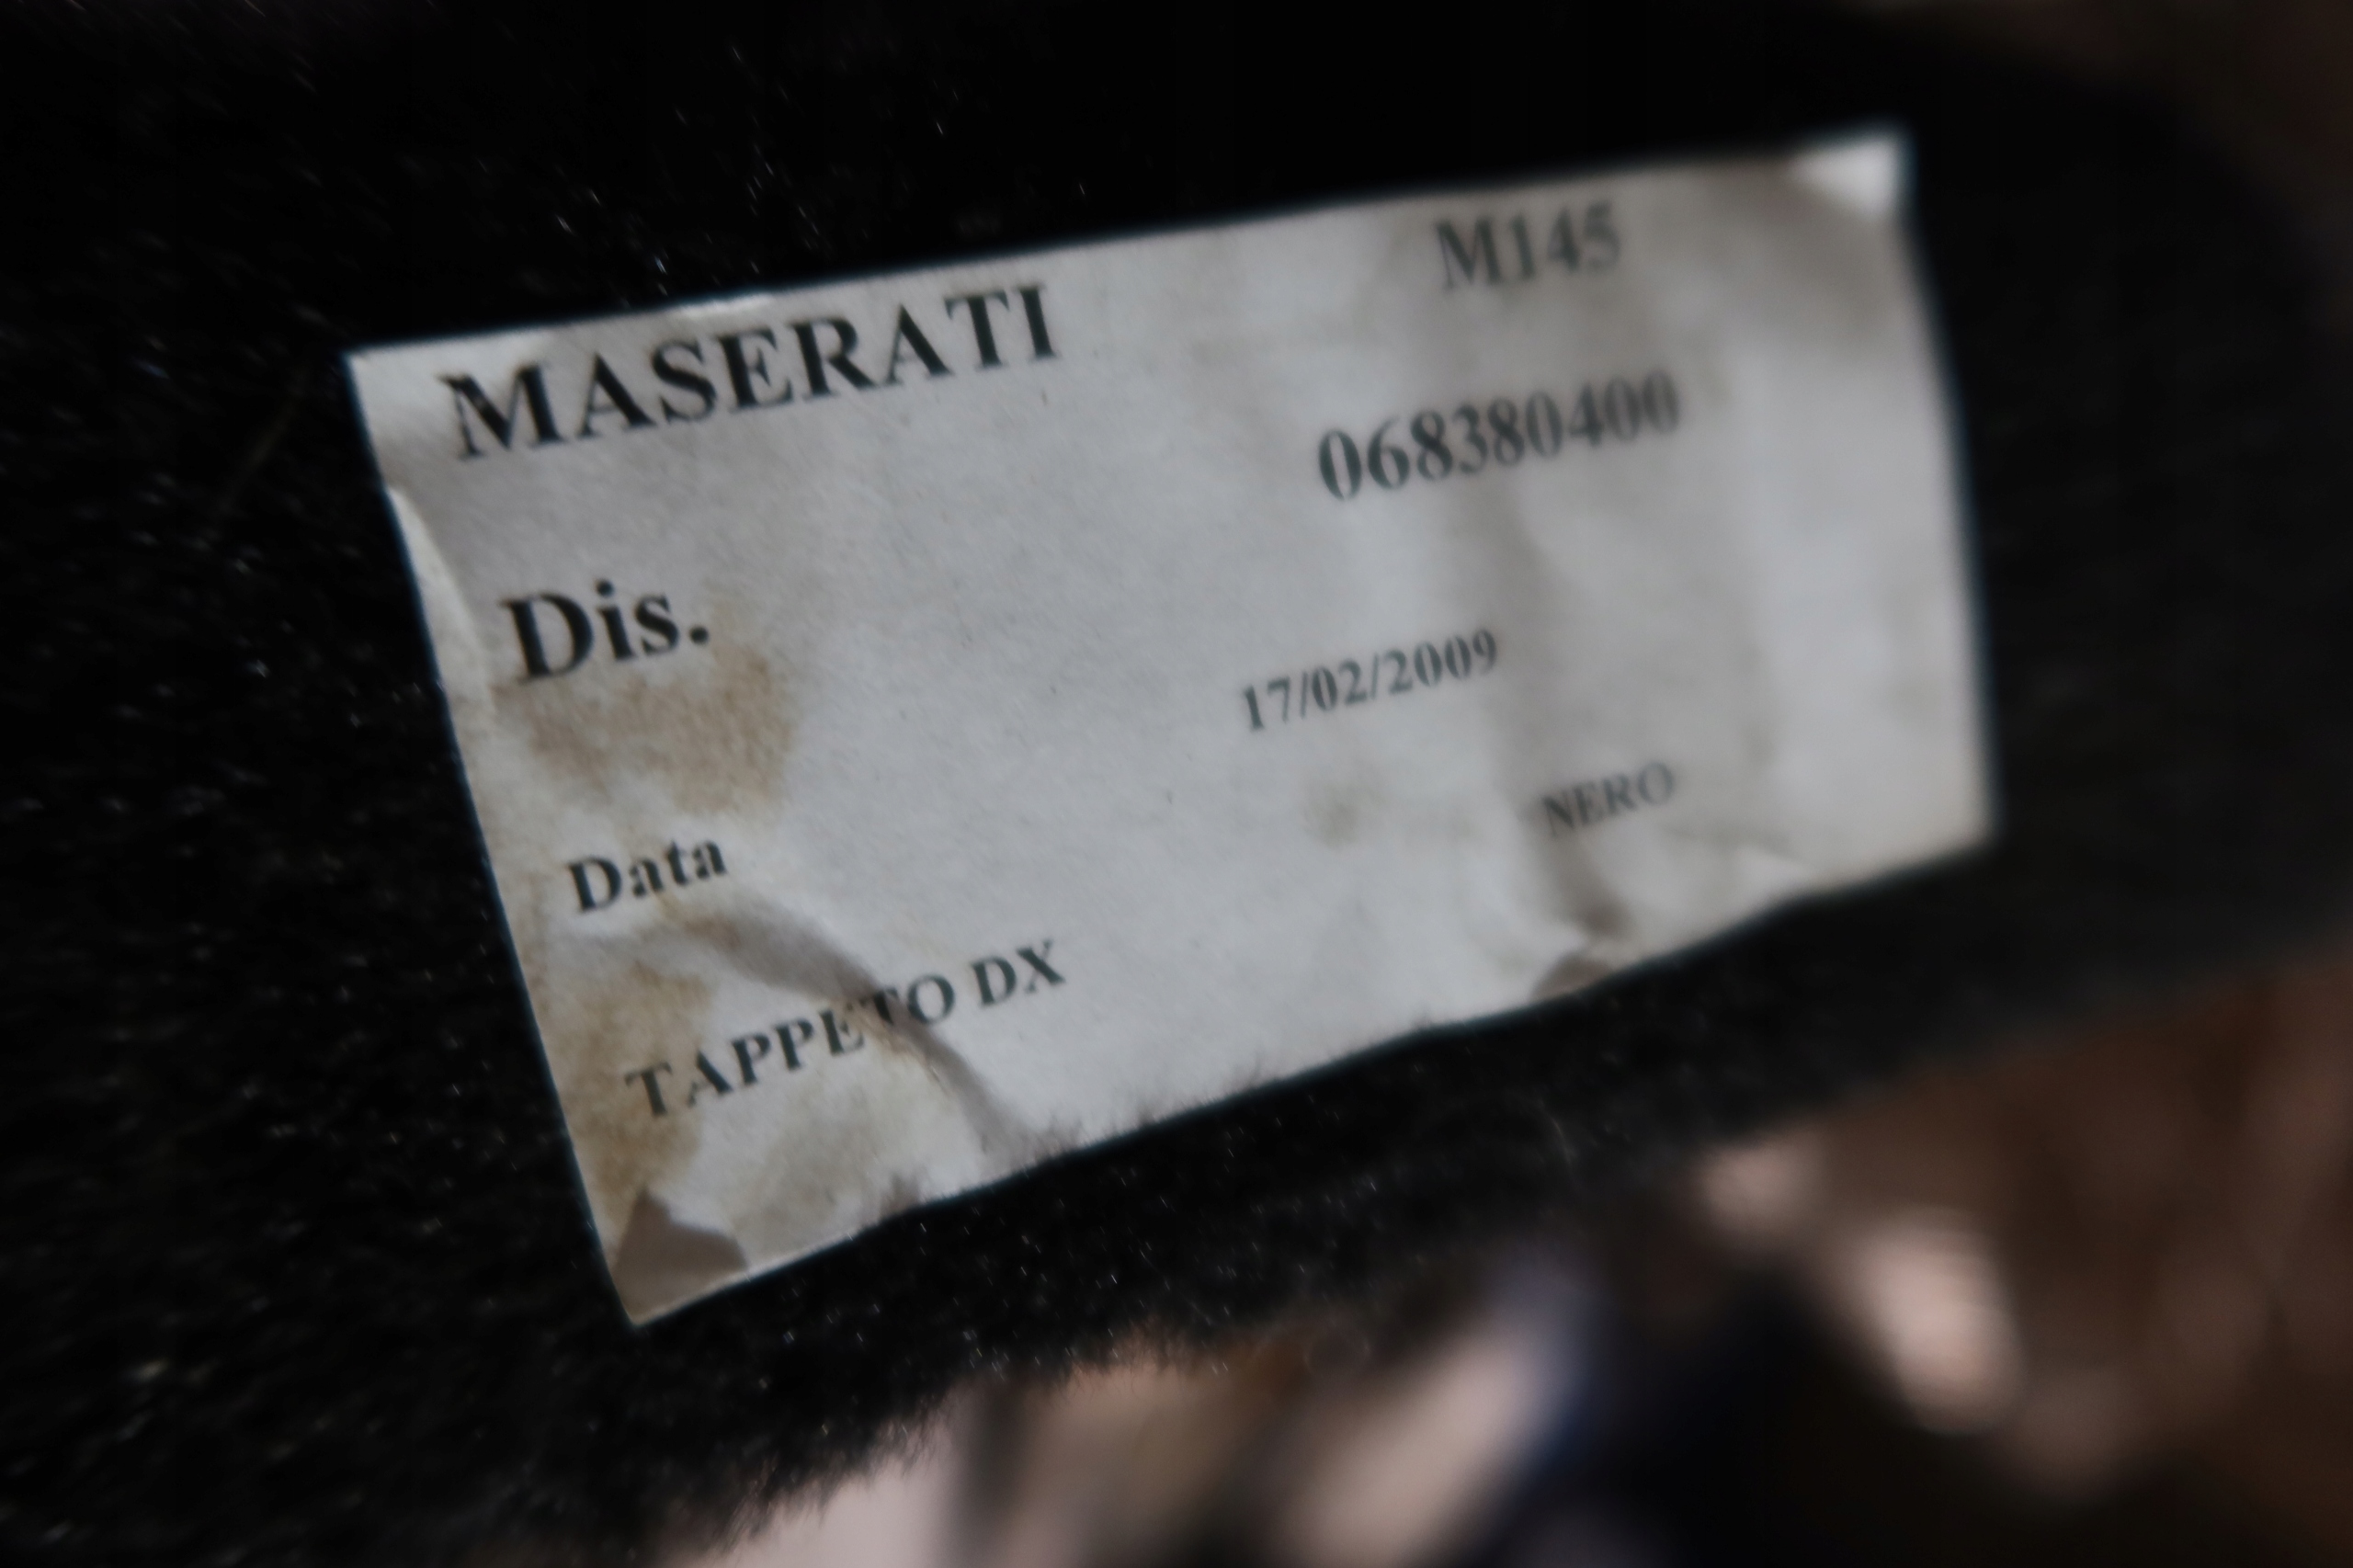 MASERATI M145
Dis. 068380400
Data 17/02/2009
TAPPETO DX NERO